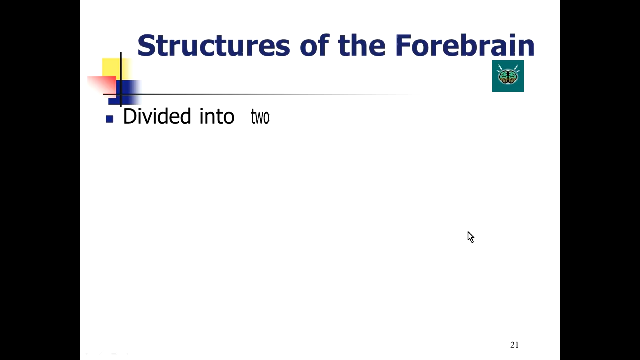 Structures of the Forebrain
Divided into two
21